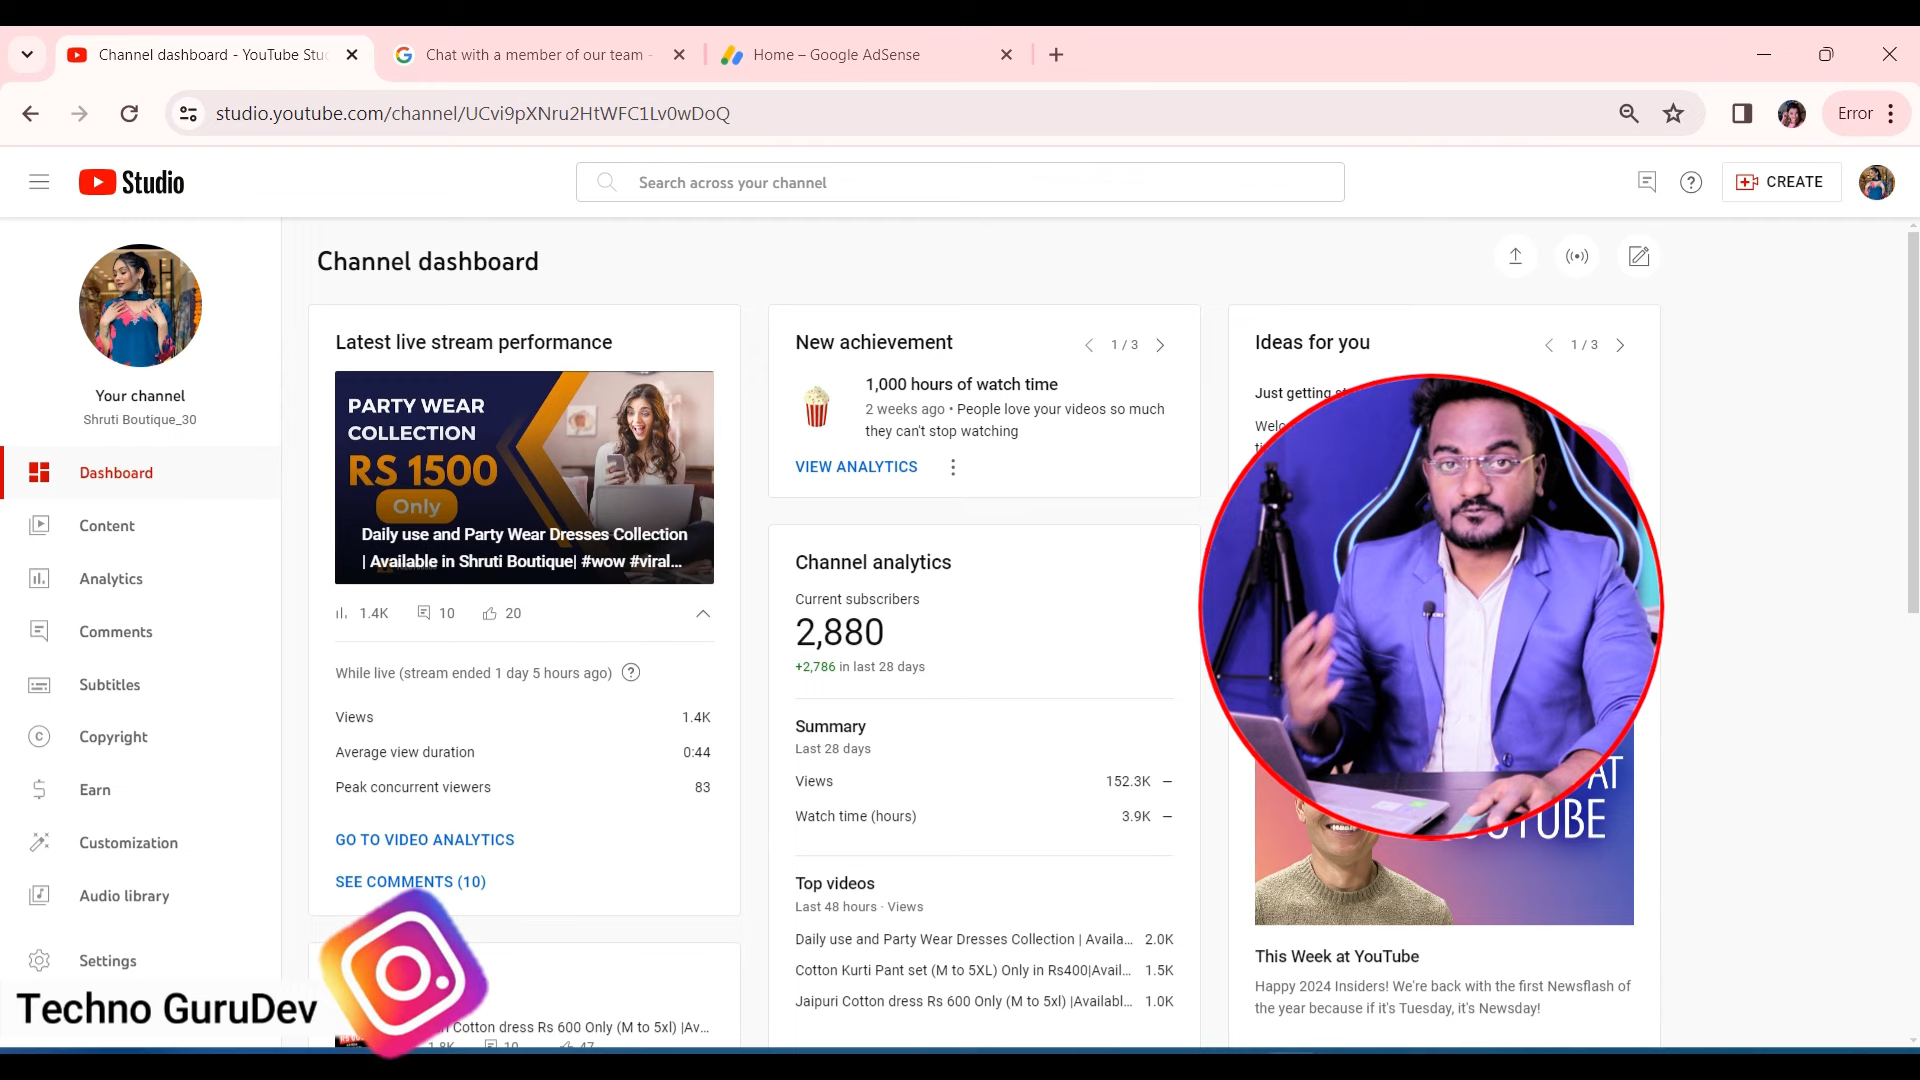 Channel dashboard - YouTube Stu
Chat with a member of our team -
Home – Google AdSense
studio.youtube.com/channel/UCvi9pXNru2HtWFC1Lv0wDoQ
Error
Studio
Search across your channel
CREATE
Your channel
Shruti Boutique_30
Dashboard
Content
Analytics
Comments
Subtitles
Copyright
Earn
Customization
Audio library
Settings
Techno GuruDev
Channel dashboard
Latest live stream performance
PARTY WEAR
COLLECTION
RS 1500
Only
Daily use and Party Wear Dresses Collection
| Available in Shruti Boutique| #wow #viral...
1.4K 10 20
While live (stream ended 1 day 5 hours ago)
Views 1.4K
Average view duration 0:44
Peak concurrent viewers 83
GO TO VIDEO ANALYTICS
SEE COMMENTS (10)
Cotton dress Rs 600 Only (M to 5xl) |Av...
1.8K 10 47
New achievement
1 / 3
1,000 hours of watch time
2 weeks ago • People love your videos so much
they can't stop watching
VIEW ANALYTICS
Channel analytics
Current subscribers
2,880
+2,786 in last 28 days
Summary
Last 28 days
Views 152.3K —
Watch time (hours) 3.9K —
Top videos
Last 48 hours · Views
Daily use and Party Wear Dresses Collection | Availa... 2.0K
Cotton Kurti Pant set (M to 5XL) Only in Rs400|Avail... 1.5K
Jaipuri Cotton dress Rs 600 Only (M to 5xl) |Availabl... 1.0K
Ideas for you
1 / 3
Just getting
AT
This Week at YouTube
Happy 2024 Insiders! We're back with the first Newsflash of
the year because if it's Tuesday, it's Newsday!